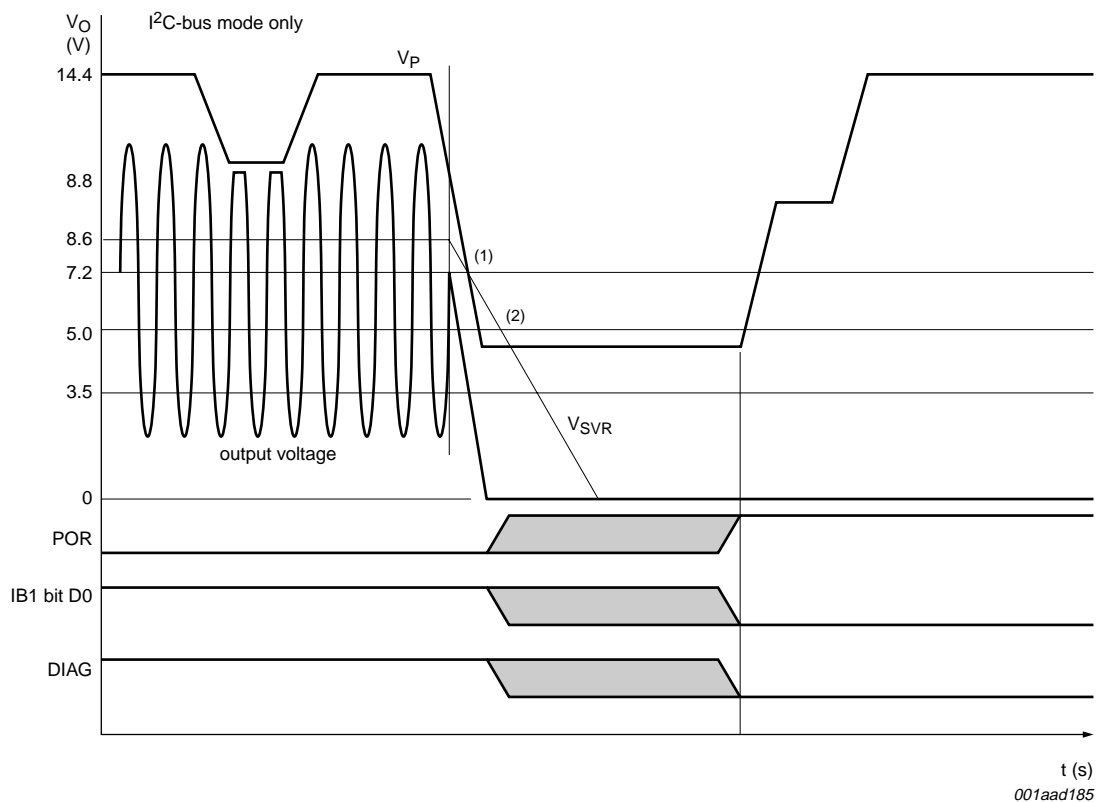 V_O
(V)
I²C-bus mode only
V_P
14.4
8.8
8.6
(1)
7.2
(2)
5.0
3.5
V_SVR
output voltage
0
POR
IB1 bit D0
DIAG
t (s)
001aad185